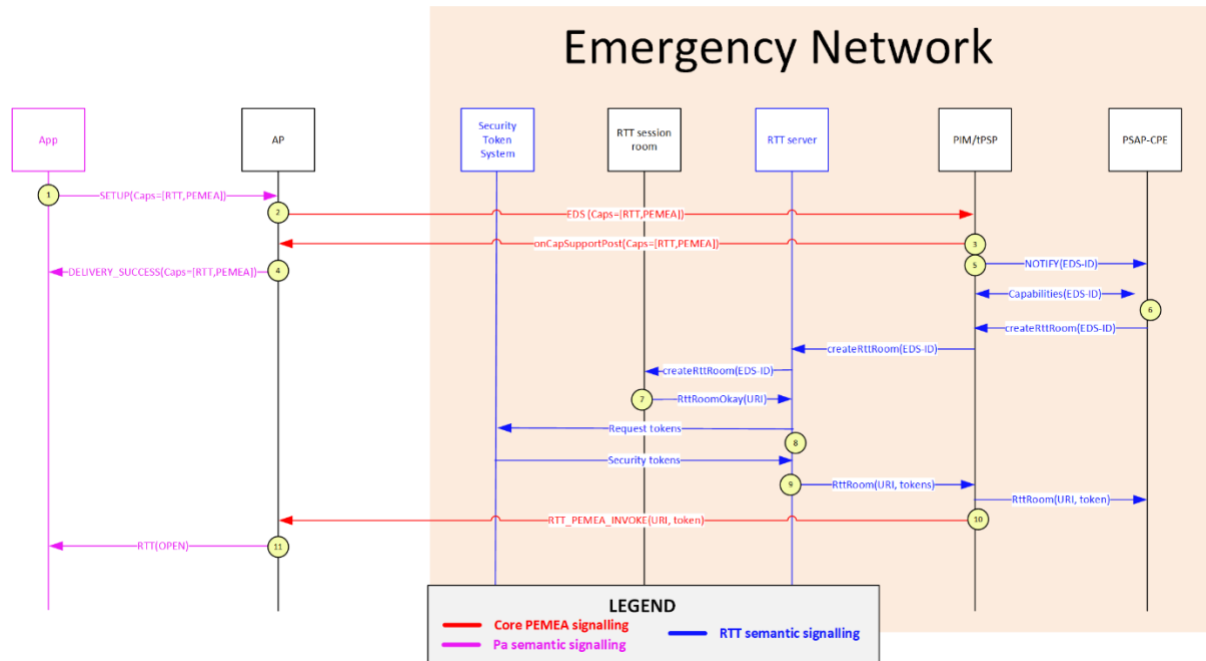 Emergency Network
App
AP
Security
Token
System
RTT session
room
RTT server
PIM/tPSP
PSAP-CPE
1
SETUP(Caps=[RTT,PEMEA])
2
EDS (Caps=[RTT,PEMEA])
onCapSupportPost(Caps=[RTT,PEMEA])
3
DELIVERY_SUCCESS(Caps=[RTT,PEMEA])
4
5
NOTIFY(EDS-ID)
Capabilities(EDS-ID)
6
createRttRoom(EDS-ID)
createRttRoom(EDS-ID)
createRttRoom(EDS-ID)
7
RttRoomOkay(URI)
Request tokens
8
Security tokens
9
RttRoom(URI, tokens)
RttRoom(URI, token)
RTT_PEMEA_INVOKE(URI, token)
10
RTT(OPEN)
11
LEGEND
Core PEMEA signalling
RTT semantic signalling
Pa semantic signalling